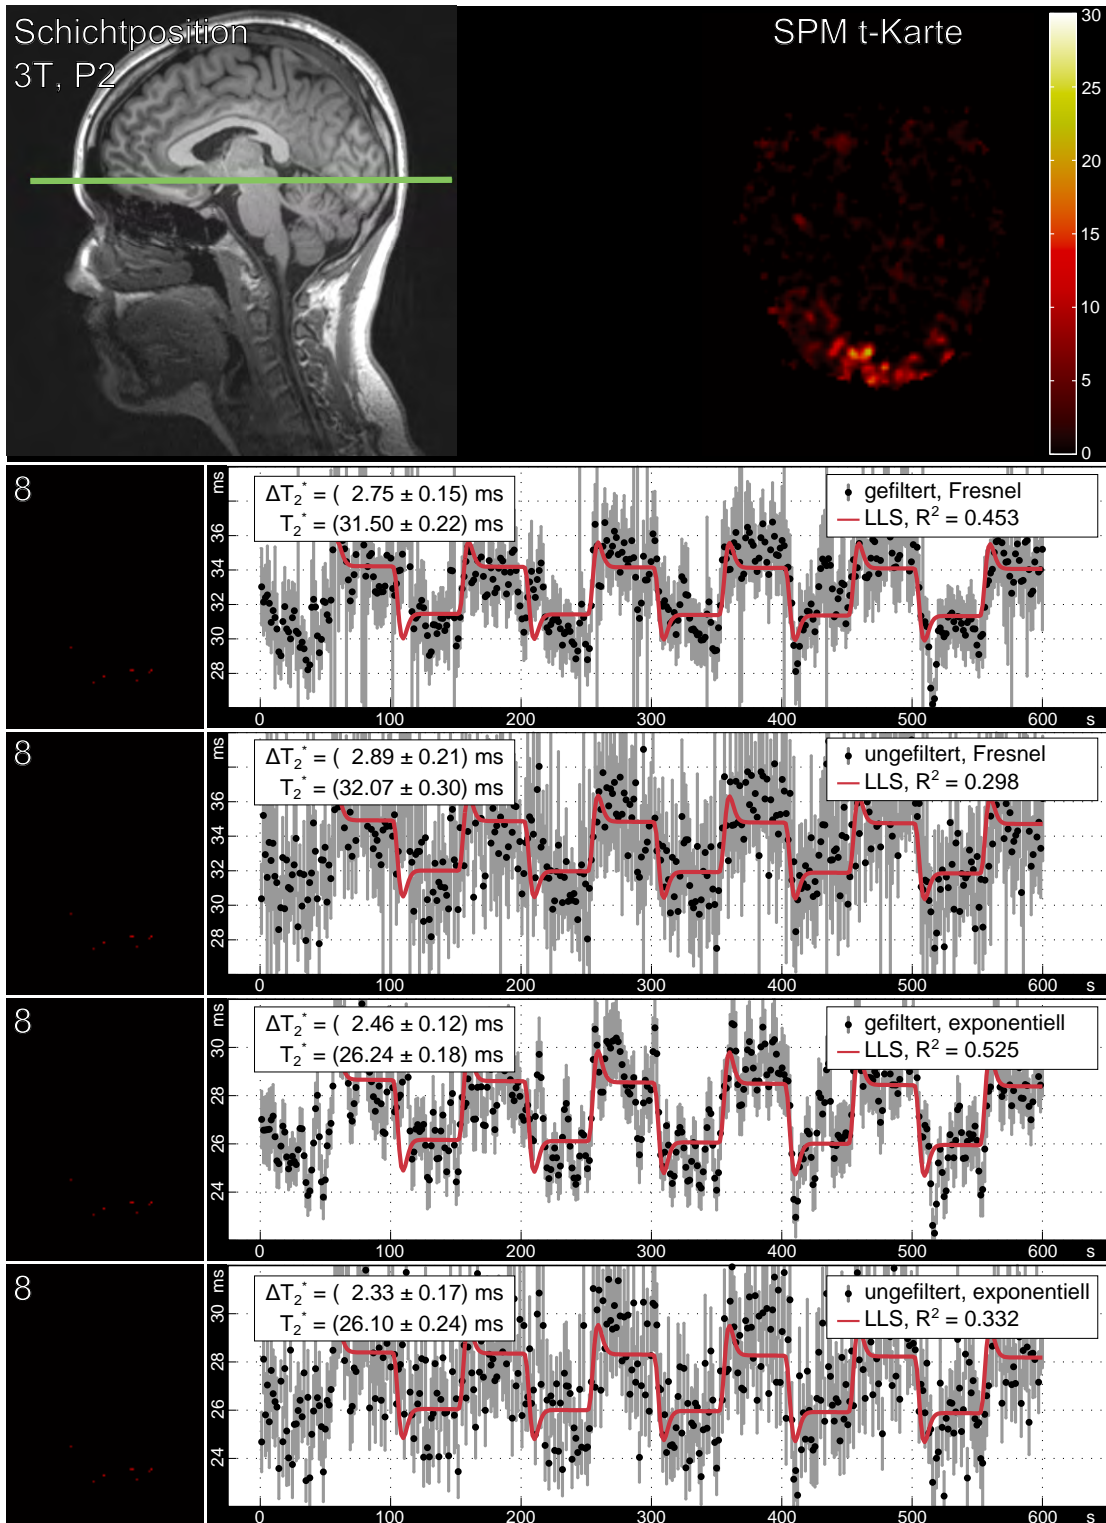 Schichtposition
3T, P2
SPM t-Karte
30
25
20
15
10
5
0
8
ms
36
34
32
30
28
ΔT₂* = ( 2.75 ± 0.15) ms
T₂* = (31.50 ± 0.22) ms
gefiltert, Fresnel
LLS, R² = 0.453
0 100 200 300 400 500 600 s
8
ms
36
34
32
30
28
ΔT₂* = ( 2.89 ± 0.21) ms
T₂* = (32.07 ± 0.30) ms
ungefiltert, Fresnel
LLS, R² = 0.298
0 100 200 300 400 500 600 s
8
ms
30
28
26
24
ΔT₂* = ( 2.46 ± 0.12) ms
T₂* = (26.24 ± 0.18) ms
gefiltert, exponentiell
LLS, R² = 0.525
0 100 200 300 400 500 600 s
8
ms
30
28
26
24
ΔT₂* = ( 2.33 ± 0.17) ms
T₂* = (26.10 ± 0.24) ms
ungefiltert, exponentiell
LLS, R² = 0.332
0 100 200 300 400 500 600 s